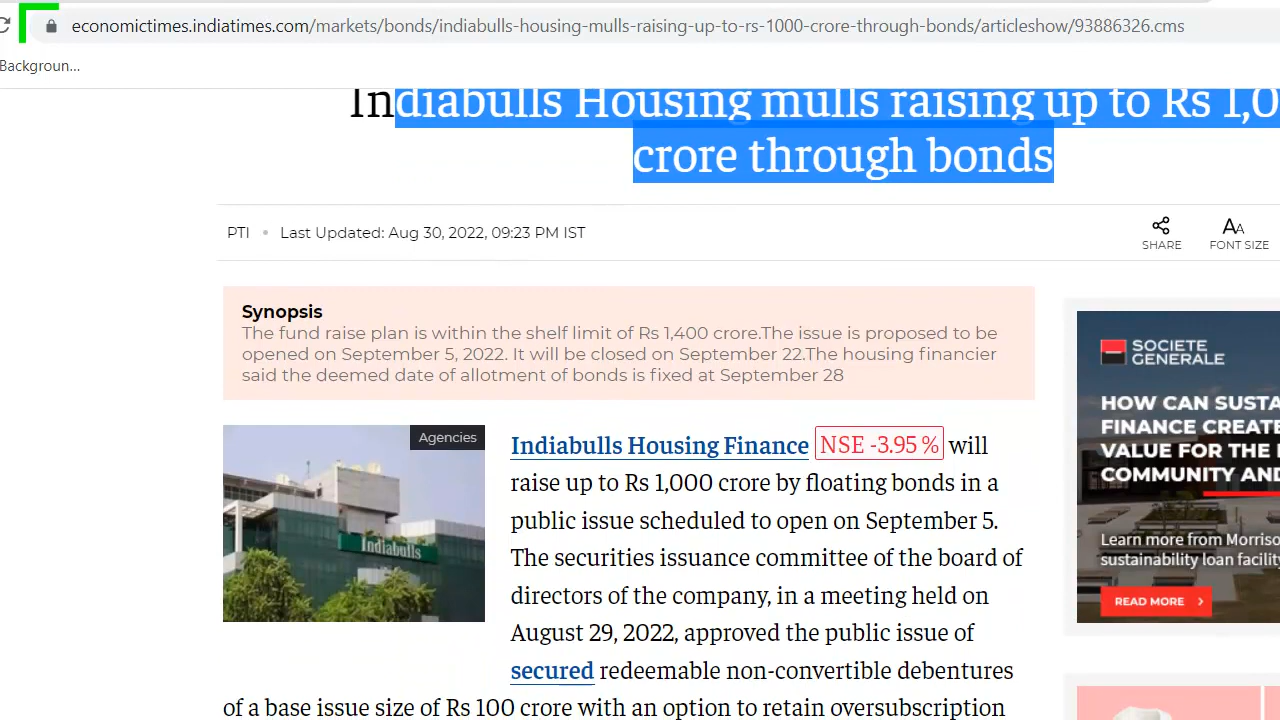 economictimes.indiatimes.com/markets/bonds/indiabulls-housing-mulls-raising-up-to-rs-1000-crore-through-bonds/articleshow/93886326.cms
Backgroun...
Indiabulls Housing mulls raising up to Rs 1,0
crore through bonds
PTI • Last Updated: Aug 30, 2022, 09:23 PM IST
SHARE
AA
FONT SIZE
Synopsis
The fund raise plan is within the shelf limit of Rs 1,400 crore.The issue is proposed to be
opened on September 5, 2022. It will be closed on September 22.The housing financier
said the deemed date of allotment of bonds is fixed at September 28
Agencies
Indiabulls
Indiabulls Housing Finance NSE -3.95 % will
raise up to Rs 1,000 crore by floating bonds in a
public issue scheduled to open on September 5.
The securities issuance committee of the board of
directors of the company, in a meeting held on
August 29, 2022, approved the public issue of
secured redeemable non-convertible debentures
of a base issue size of Rs 100 crore with an option to retain oversubscription
SOCIETE
GENERALE
HOW CAN SUSTA
FINANCE CREATE
VALUE FOR THE
COMMUNITY AND
Learn more from Morriso
sustainability loan facility
READ MORE >